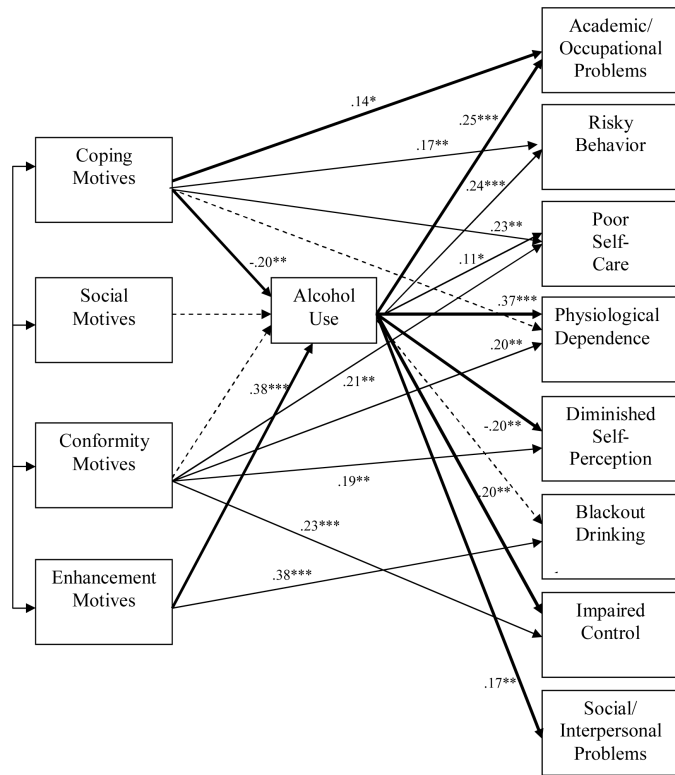 Academic/
Occupational
Problems
.14*
.25***
Risky
Behavior
.17**
Coping
Motives
.24***
Poor
Self-
Care
.23**
.11*
-.20**
Social
Motives
Alcohol
Use
.37***
Physiological
Dependence
.20**
.38***
.21**
Diminished
Self-
Perception
-.20**
Conformity
Motives
.19**
.20**
Blackout
Drinking
-
.23***
.38***
Enhancement
Motives
Impaired
Control
.17**
Social/
Interpersonal
Problems